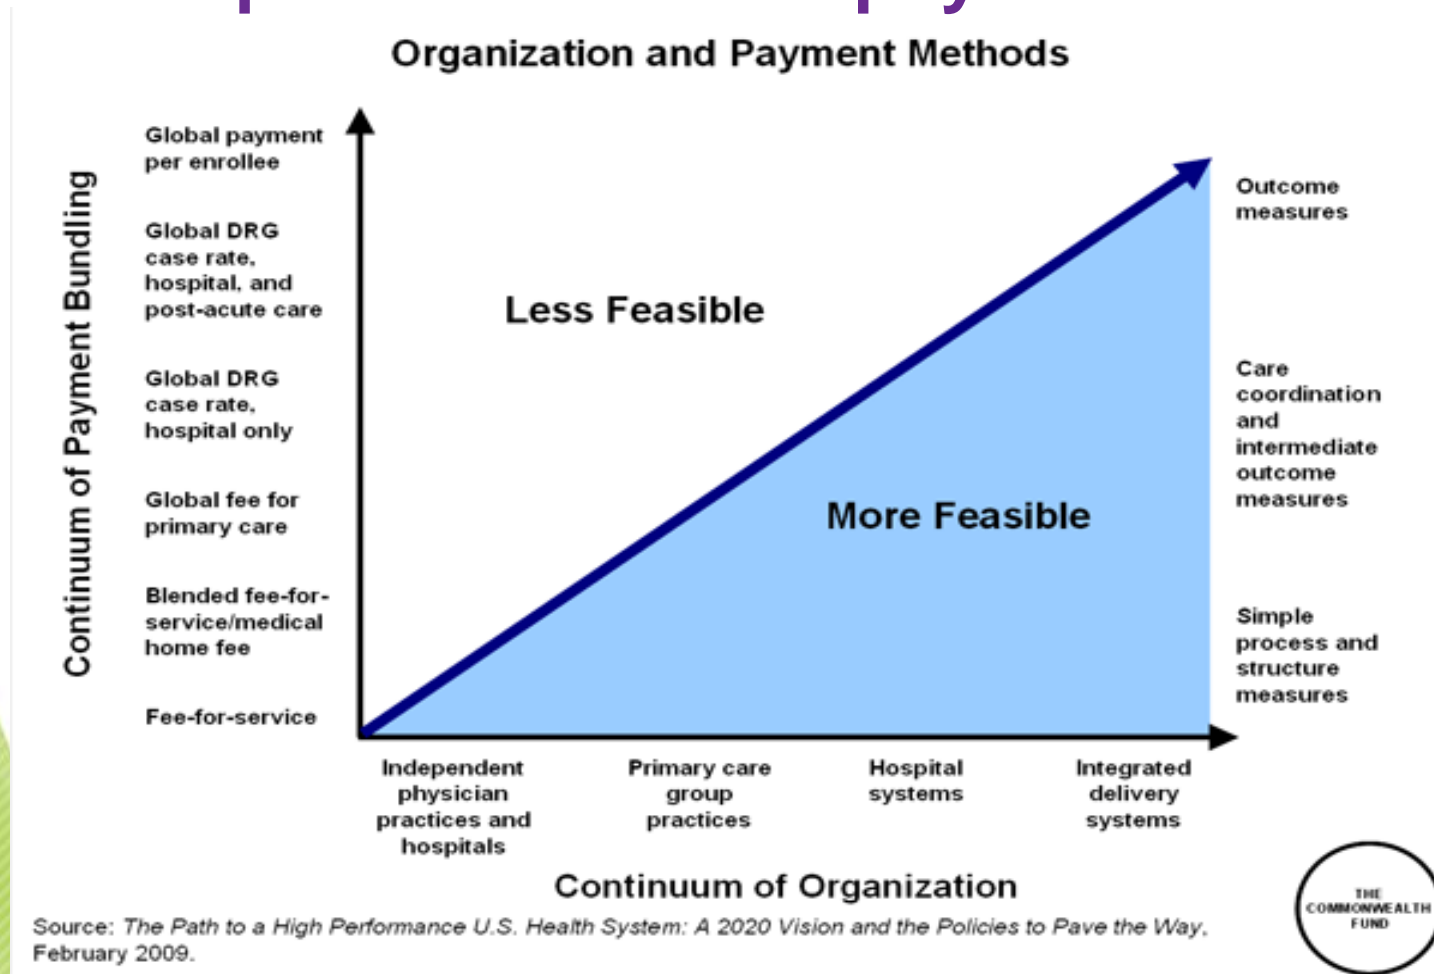 Organization and Payment Methods
Continuum of Payment Bundling
Global payment
per enrollee
Global DRG
case rate,
hospital, and
post-acute care
Global DRG
case rate,
hospital only
Global fee for
primary care
Blended fee-for-
service/medical
home fee
Fee-for-service
Less Feasible
More Feasible
Outcome
measures
Care
coordination
and
intermediate
outcome
measures
Simple
process and
structure
measures
Independent
physician
practices and
hospitals
Primary care
group
practices
Hospital
systems
Integrated
delivery
systems
Continuum of Organization
Source: The Path to a High Performance U.S. Health System: A 2020 Vision and the Policies to Pave the Way,
February 2009.
THE
COMMONWEALTH
FUND